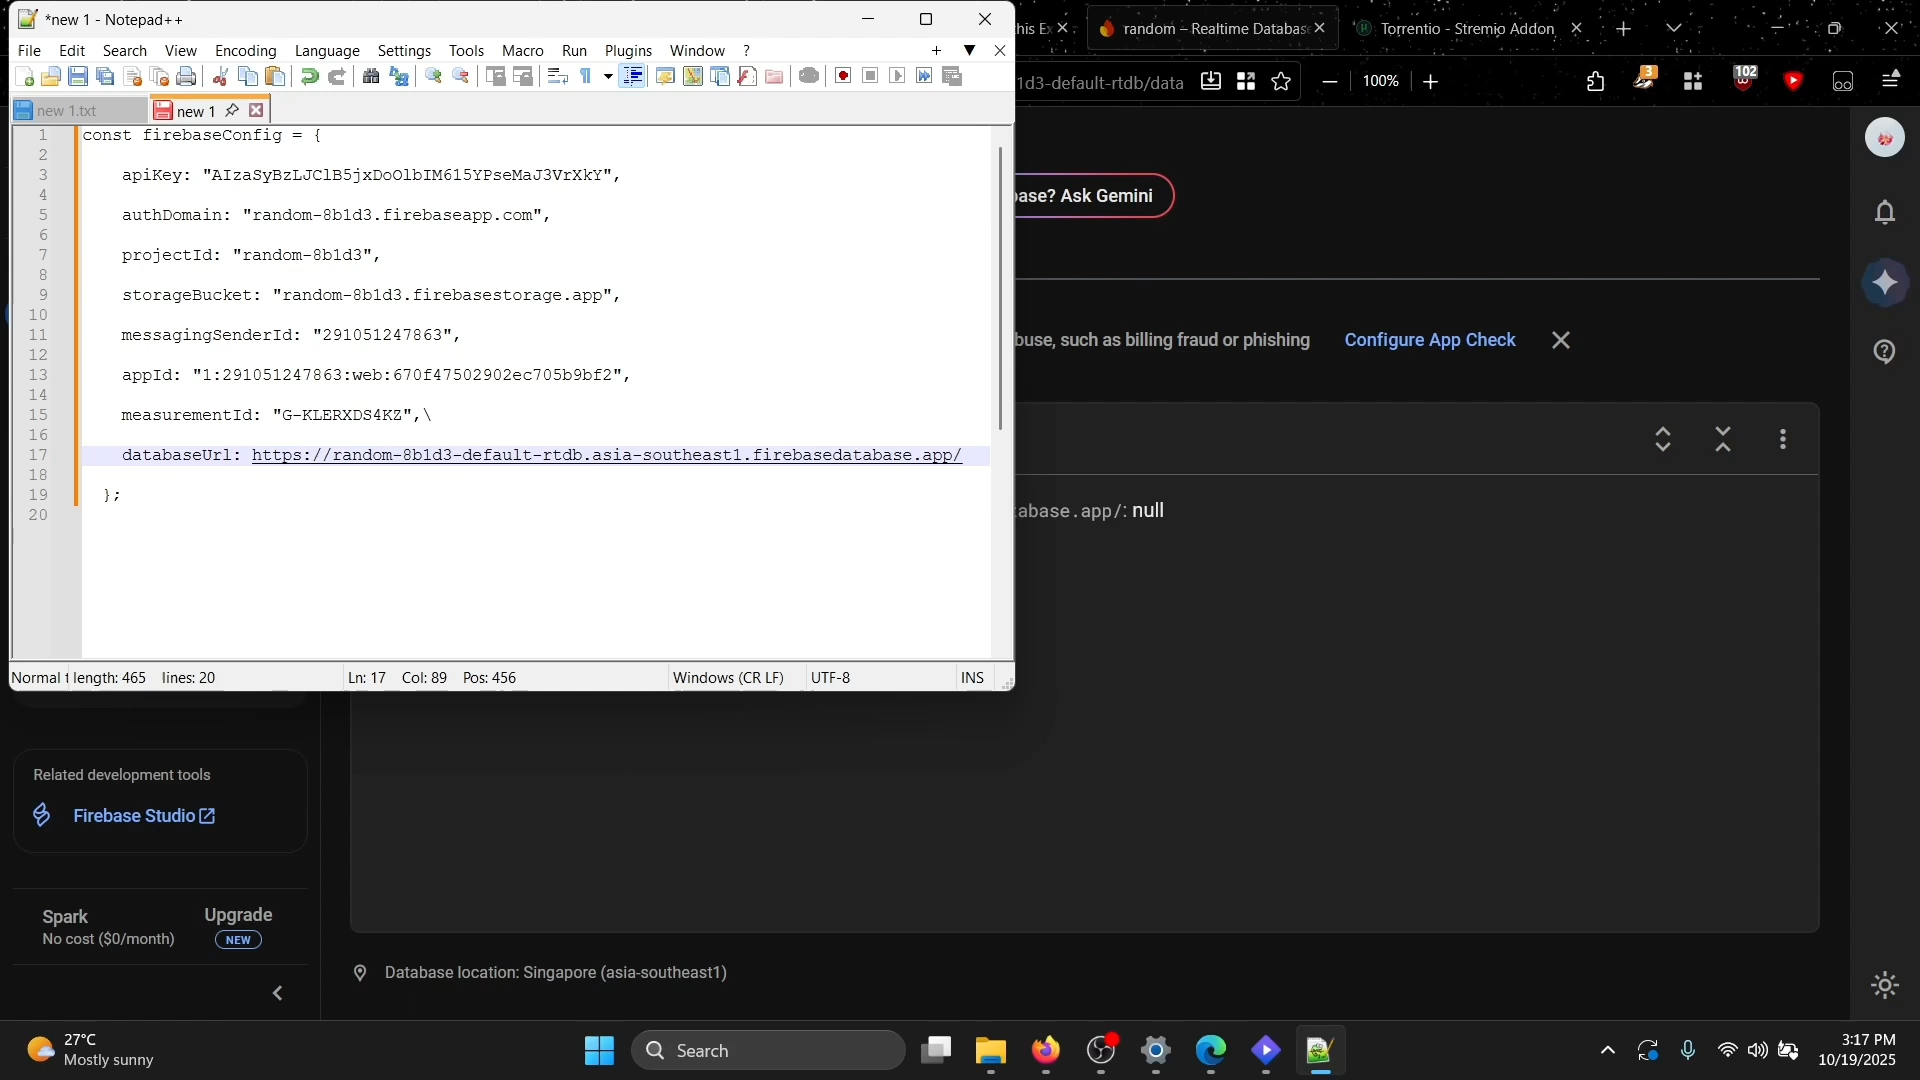 *new 1 - Notepad++
File Edit Search View Encoding Language Settings Tools Macro Run Plugins Window ?
new 1.txt
new 1
1 const firebaseConfig = {
2
3 apiKey: "AIzaSyBzLJClB5jxDoOlbIM615YPseMaJ3VrXkY",
4
5 authDomain: "random-8b1d3.firebaseapp.com",
6
7 projectId: "random-8b1d3",
8
9 storageBucket: "random-8b1d3.firebasestorage.app",
10
11 messagingSenderId: "291051247863",
12
13 appId: "1:291051247863:web:670f47502902ec705b9bf2",
14
15 measurementId: "G-KLERXDS4KZ",\
16
17 databaseUrl: https://random-8b1d3-default-rtdb.asia-southeast1.firebasedatabase.app/
18
19 };
20
Normal length: 465 lines: 20 Ln: 17 Col: 89 Pos: 456 Windows (CR LF) UTF-8 INS
random – Realtime Databas
Torrentio - Stremio Addon
1d3-default-rtdb/data
100%
3
102
base? Ask Gemini
buse, such as billing fraud or phishing Configure App Check
tabase.app/: null
Related development tools
Firebase Studio
Spark
No cost ($0/month)
Upgrade
NEW
Database location: Singapore (asia-southeast1)
27°C
Mostly sunny
Search
3:17 PM
10/19/2025